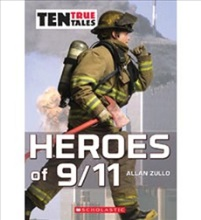 TEN TRUE TALES
HEROES
of 9/11
ALLAN ZULLO
SCHOLASTIC